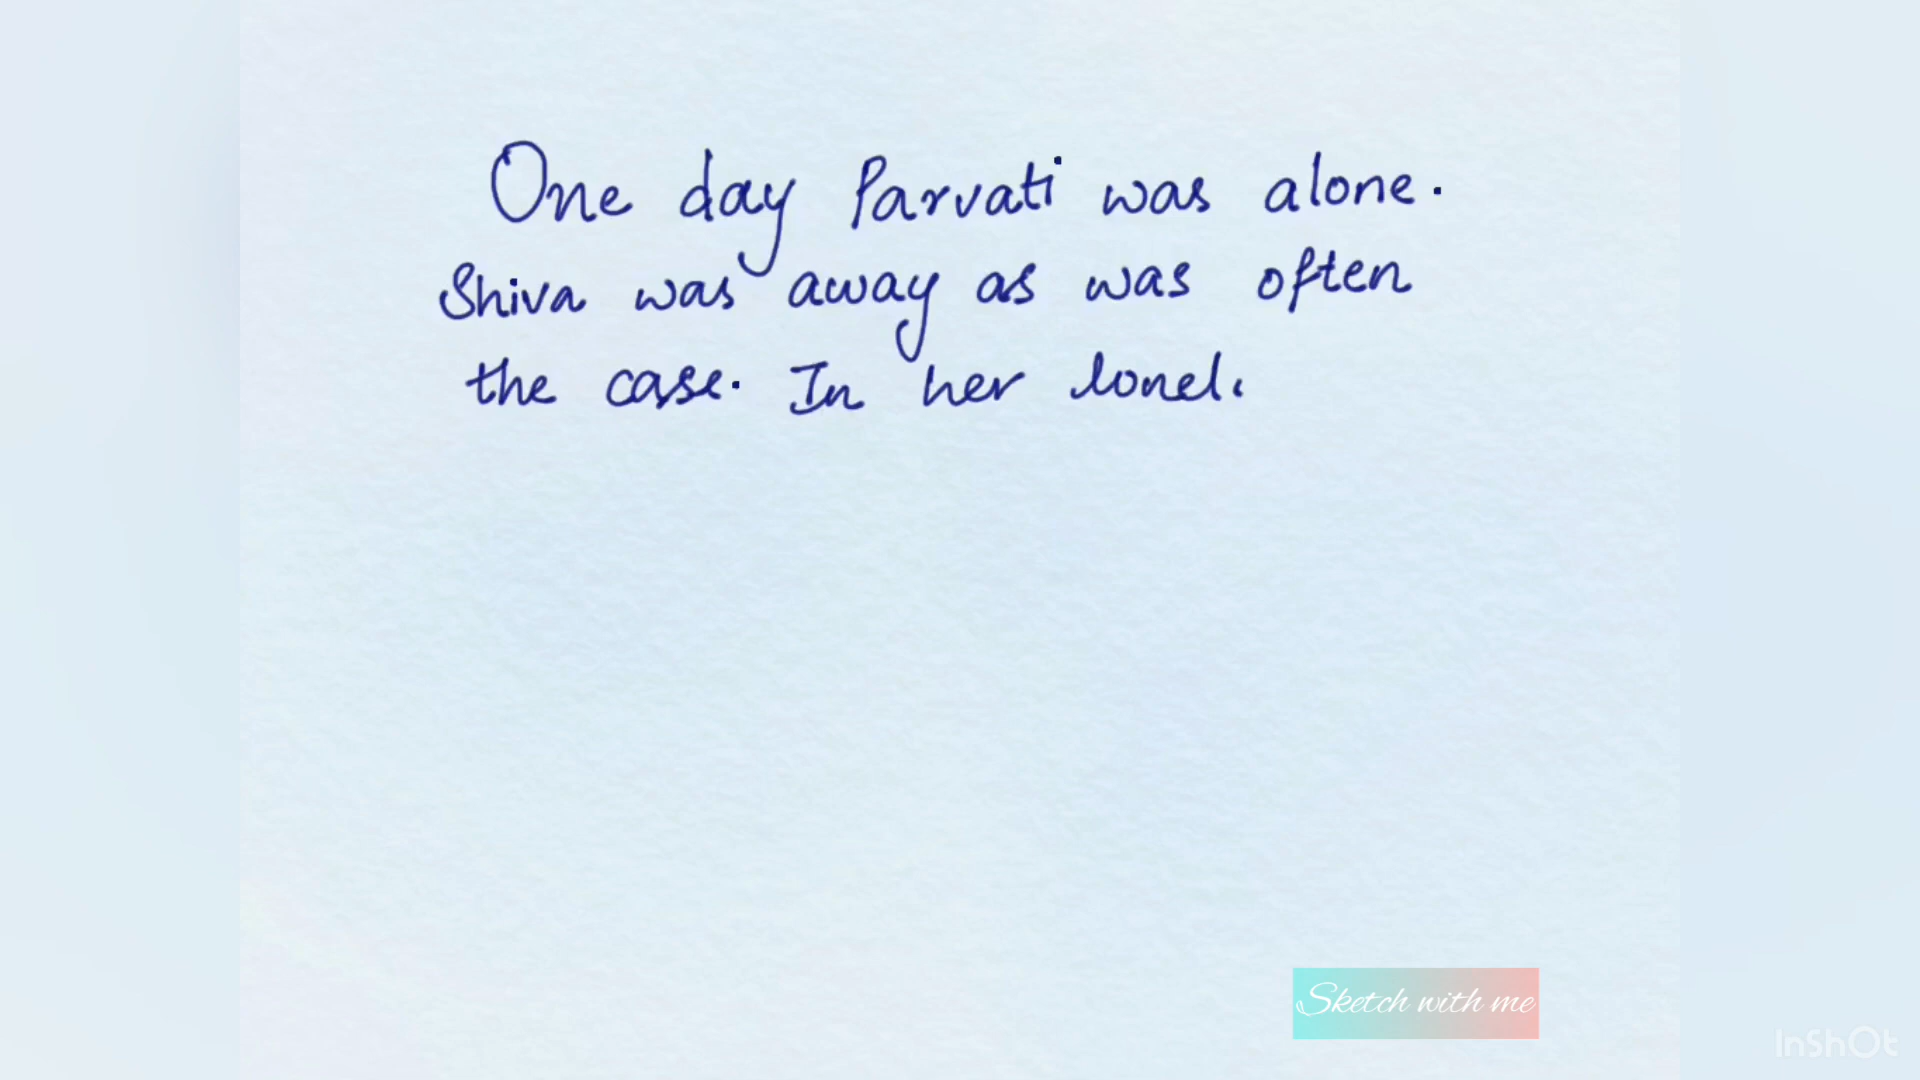 One day Parvati was alone.
Shiva was away as was often
the case. In her lonel
Sketch with me
InShOt